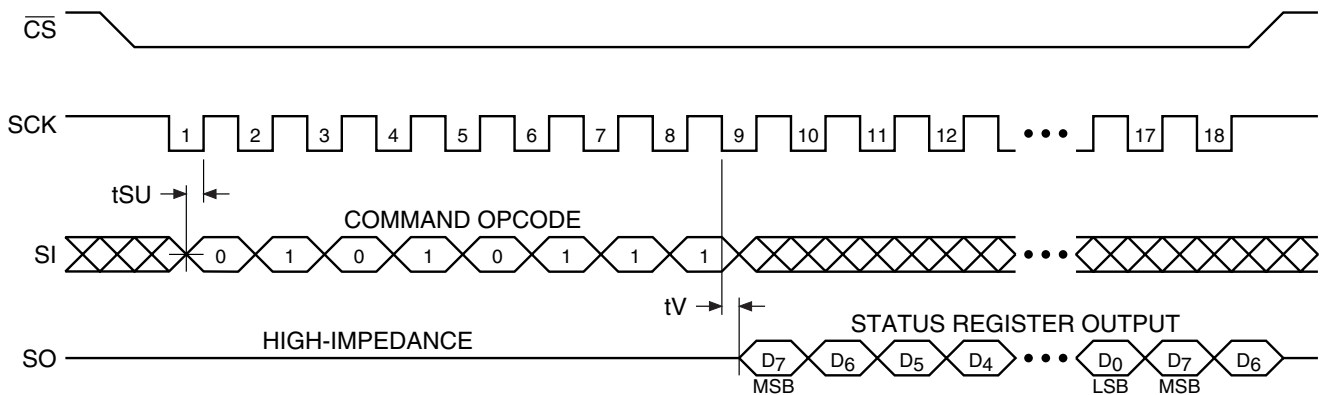 CS
SCK 1 2 3 4 5 6 7 8 9 10 11 12 17 18
tSU
COMMAND OPCODE
SI 0 1 0 1 0 1 1 1
tV
HIGH-IMPEDANCE
STATUS REGISTER OUTPUT
SO D7 D6 D5 D4 D0 D7 D6
MSB LSB MSB